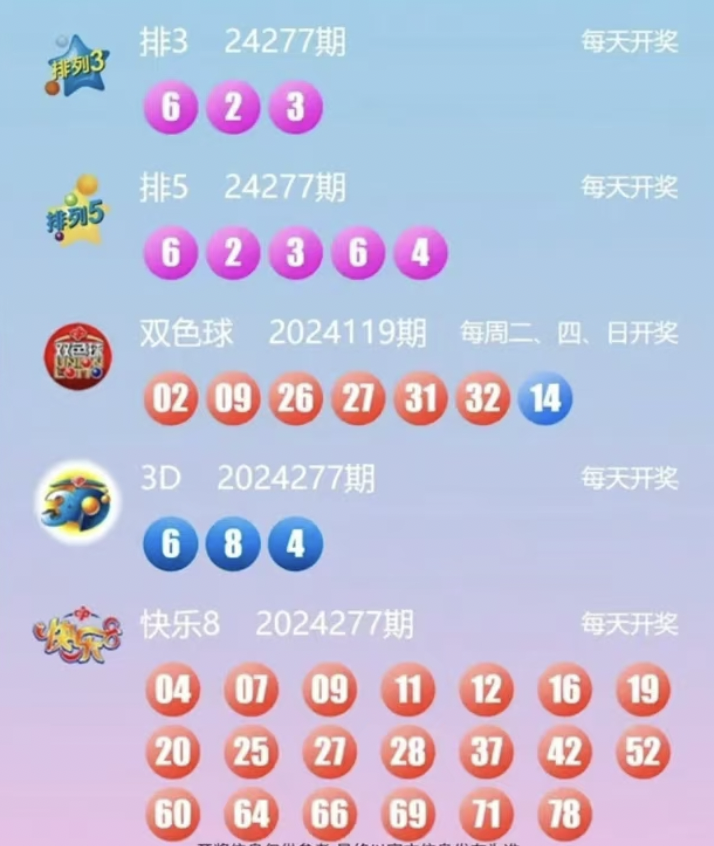 排列3
排3 24277期 每天开奖
6 2 3
排列5
排5 24277期 每天开奖
6 2 3 6 4
双色球
UNION
LOTTO
双色球 2024119期 每周二、四、日开奖
02 09 26 27 31 32 14
3D 2024277期 每天开奖
6 8 4
快乐
快乐8 2024277期 每天开奖
04 07 09 11 12 16 19
20 25 27 28 37 42 52
60 64 66 69 71 78